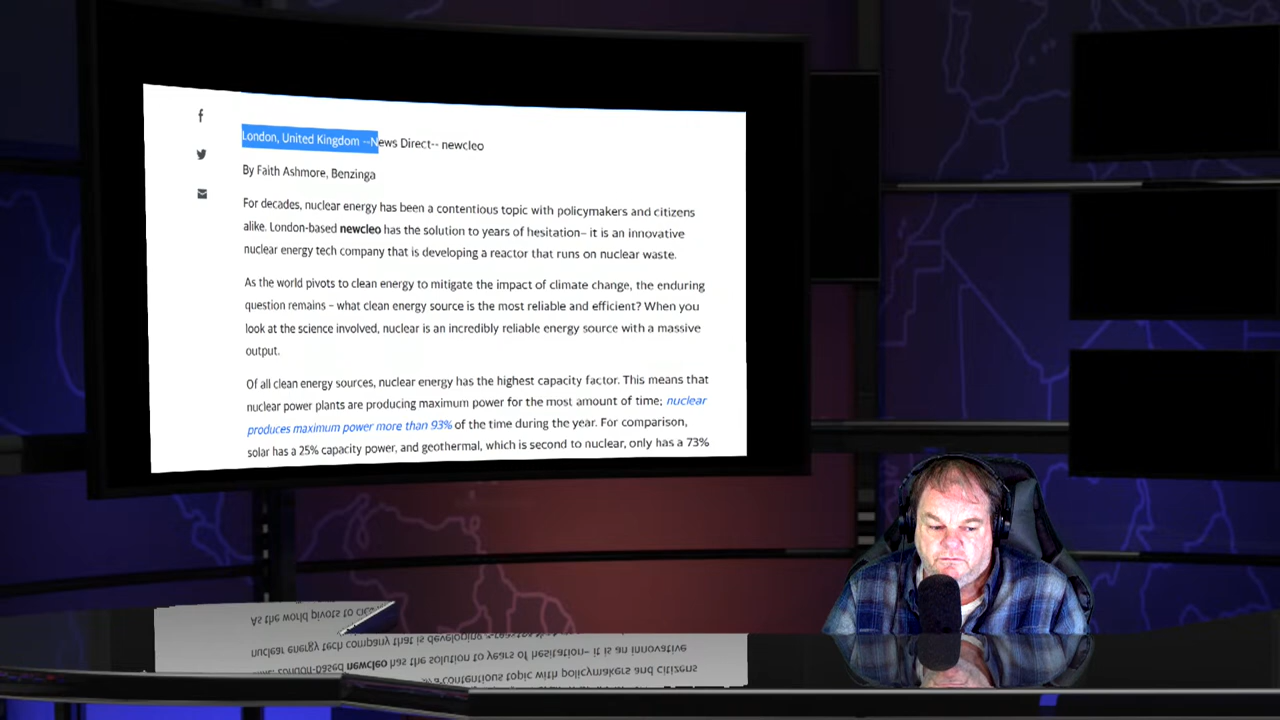 London, United Kingdom --News Direct-- newcleo
By Faith Ashmore, Benzinga
For decades, nuclear energy has been a contentious topic with policymakers and citizens
alike. London-based newcleo has the solution to years of hesitation– it is an innovative
nuclear energy tech company that is developing a reactor that runs on nuclear waste.
As the world pivots to clean energy to mitigate the impact of climate change, the enduring
question remains – what clean energy source is the most reliable and efficient? When you
look at the science involved, nuclear is an incredibly reliable energy source with a massive
output.
Of all clean energy sources, nuclear energy has the highest capacity factor. This means that
nuclear power plants are producing maximum power for the most amount of time; nuclear
produces maximum power more than 93% of the time during the year. For comparison,
solar has a 25% capacity power, and geothermal, which is second to nuclear, only has a 73%